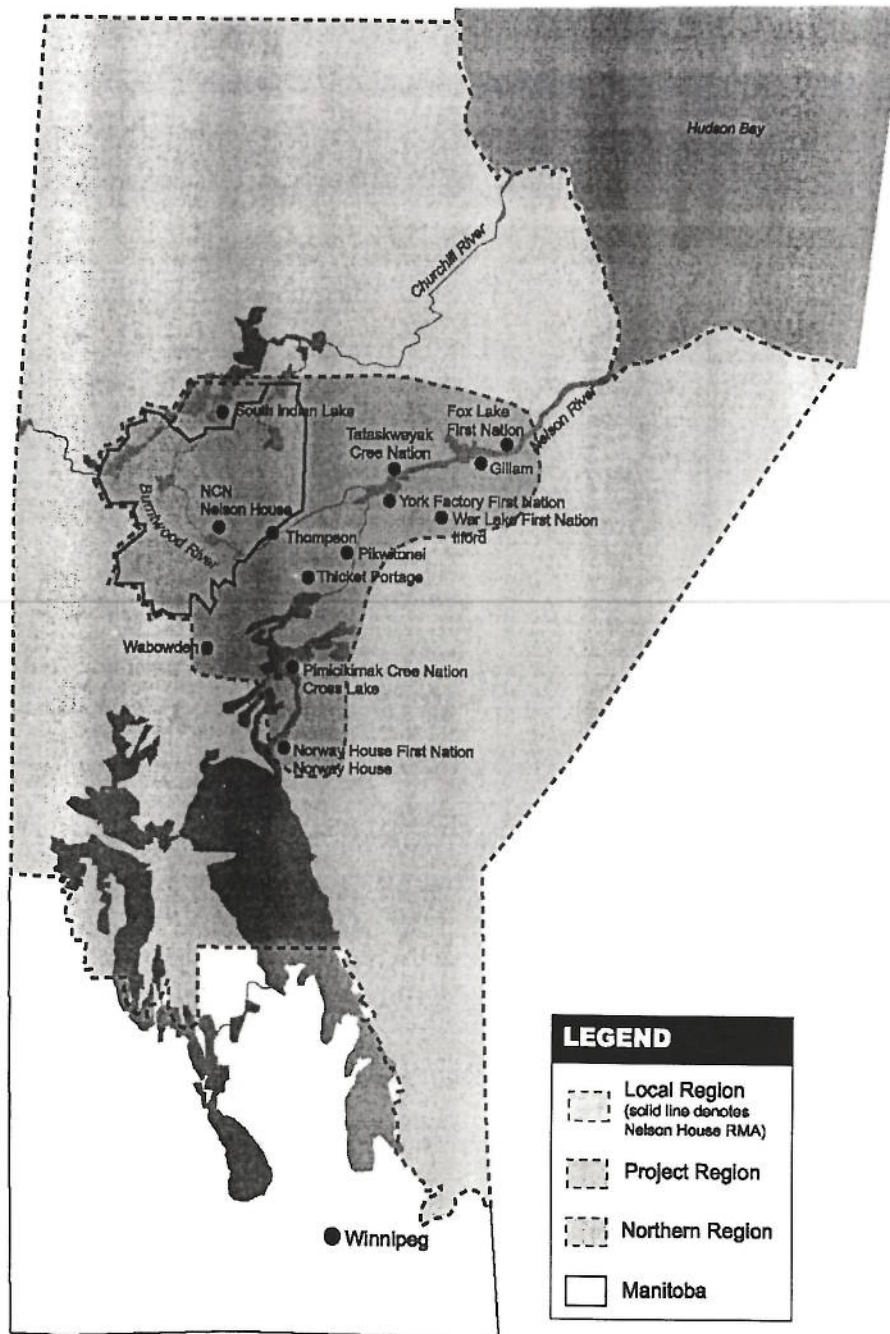 Hudson Bay
Churchill River
South Indian Lake
Fox Lake
First Nation
Nelson River
Tataskweyak
Cree Nation
Gillam
NCN
Nelson House
York Factory First Nation
War Lake First Nation
Ilford
Burntwood River
Thompson
Pikwitonei
Thicket Portage
Wabowden
Pimicikimak Cree Nation
Cross Lake
Norway House First Nation
Norway House
Winnipeg
LEGEND
Local Region
(solid line denotes
Nelson House RMA)
Project Region
Northern Region
Manitoba